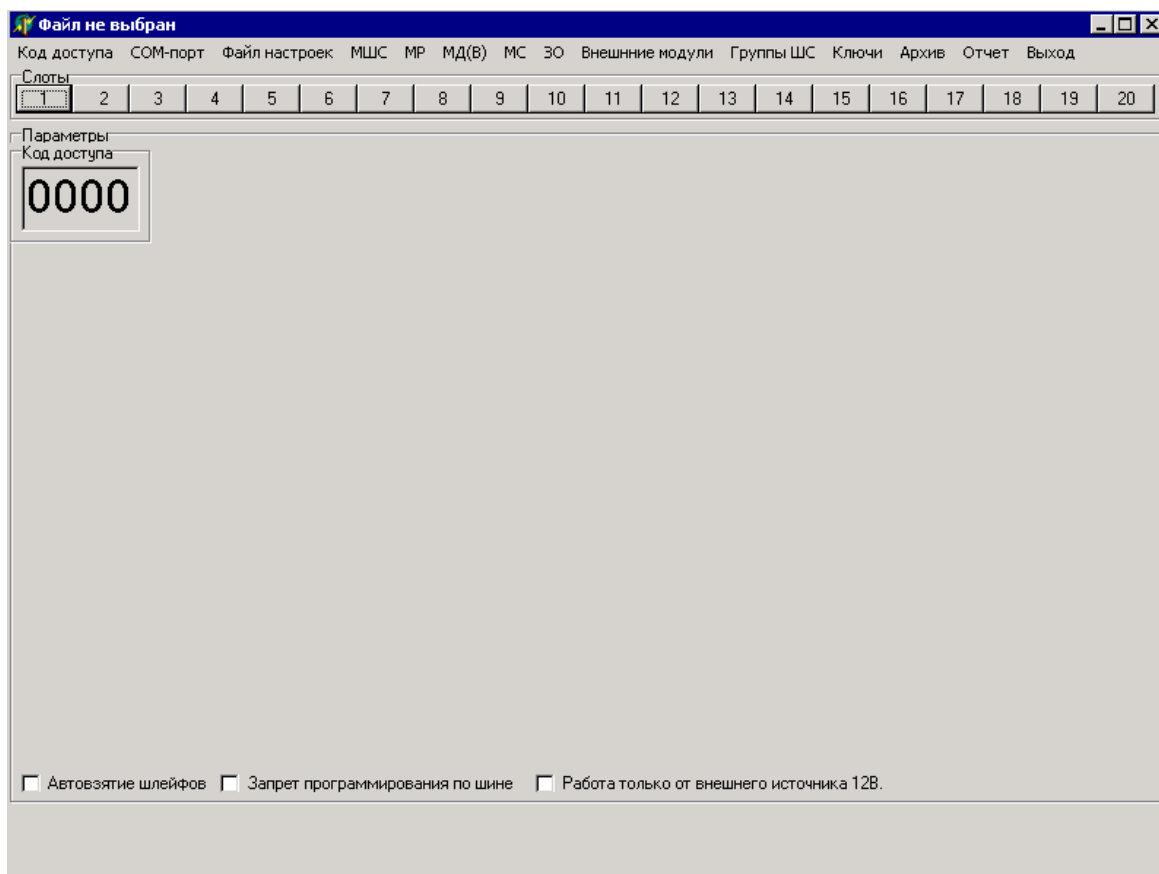 Файл не выбран
Код доступа COM-порт Файл настроек МШС МР МД(В) МС ЗО Внешнние модули Группы ШС Ключи Архив Отчет Выход
Слоты
1 2 3 4 5 6 7 8 9 10 11 12 13 14 15 16 17 18 19 20
Параметры
Код доступа
0000
Автовзятие шлейфов Запрет программирования по шине Работа только от внешнего источника 12В.